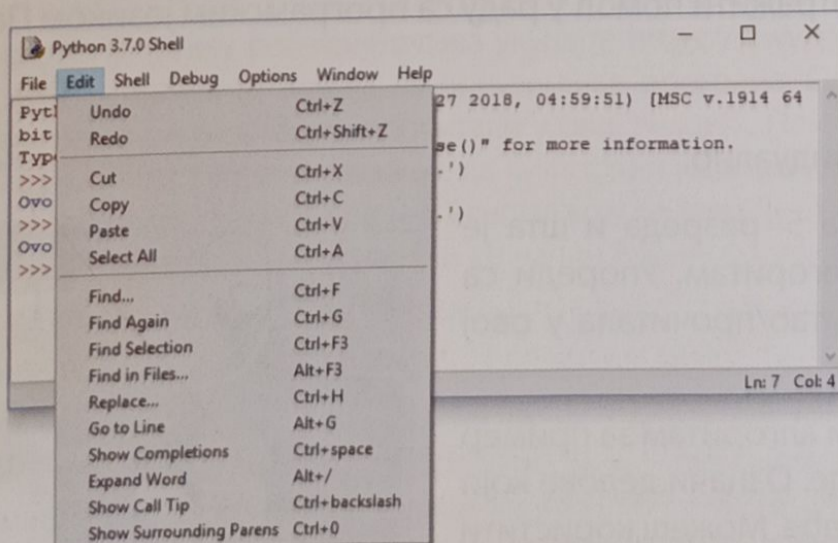 Python 3.7.0 Shell
File Edit Shell Debug Options Window Help
27 2018, 04:59:51) [MSC v.1914 64
bit
se()" for more information.
>>> .')
Ovo
>>> .')
Ovo
>>>
Undo Ctrl+Z
Redo Ctrl+Shift+Z
Cut Ctrl+X
Copy Ctrl+C
Paste Ctrl+V
Select All Ctrl+A
Find... Ctrl+F
Find Again Ctrl+G
Find Selection Ctrl+F3
Find in Files... Alt+F3
Replace... Ctrl+H
Go to Line Alt+G
Show Completions Ctrl+space
Expand Word Alt+/
Show Call Tip Ctrl+backslash
Show Surrounding Parens Ctrl+0
Ln: 7 Col: 4